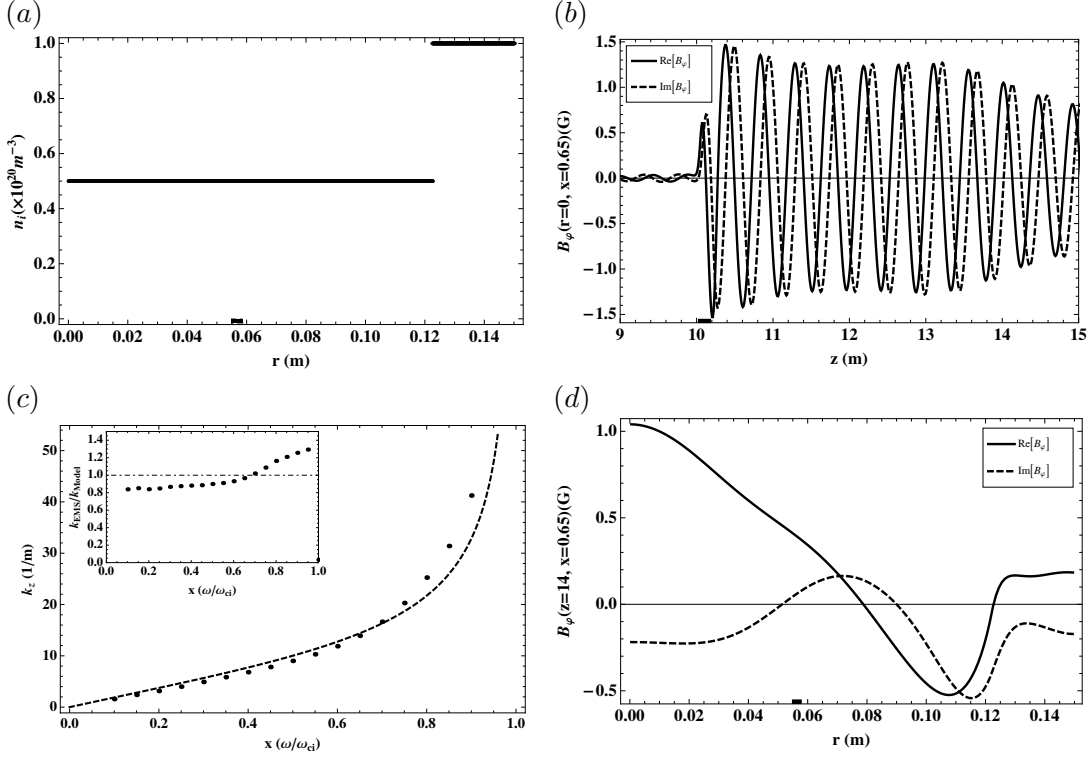 (a)
1.0
0.8
0.6
0.4
0.2
0.0
n_i(×10^20 m^−3)
0.00 0.02 0.04 0.06 0.08 0.10 0.12 0.14
r (m)
(b)
1.5
1.0
0.5
0.0
−0.5
−1.0
−1.5
B_φ(r=0, x=0.65)(G)
Re[B_φ]
Im[B_φ]
9 10 11 12 13 14 15
z (m)
(c)
50
40
30
20
10
0
k_z (1/m)
1.4
1.2
1.0
0.8
0.6
0.4
0.2
0.0
k_EMS/k_Model
0.2 0.4 0.6 0.8 1.0
x (ω/ω_ci)
0.0 0.2 0.4 0.6 0.8 1.0
x (ω/ω_ci)
(d)
1.0
0.5
0.0
−0.5
B_φ(z=14, x=0.65)(G)
Re[B_φ]
Im[B_φ]
0.00 0.02 0.04 0.06 0.08 0.10 0.12 0.14
r (m)